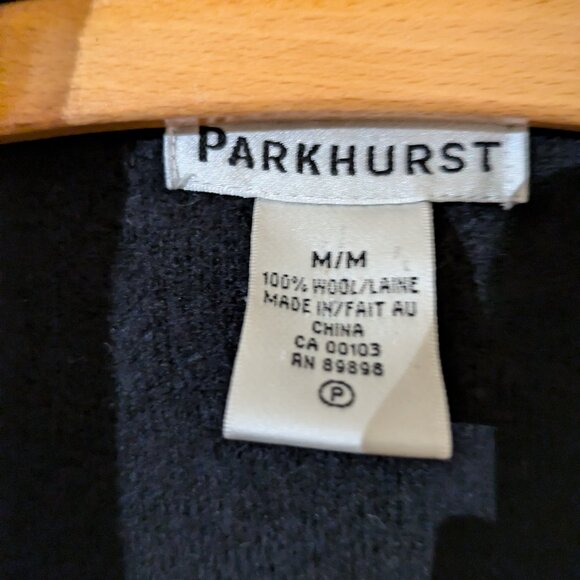 PARKHURST
M/M
100% WOOL/LAINE
MADE IN/FAIT AU
CHINA
CA 00103
RN 89898
P